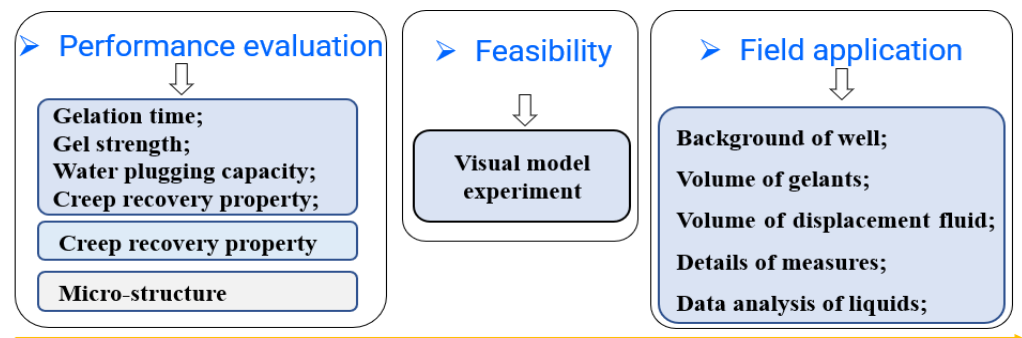 ➢ Performance evaluation
Gelation time;
Gel strength;
Water plugging capacity;
Creep recovery property;
Creep recovery property
Micro-structure
➢ Feasibility
Visual model
experiment
➢ Field application
Background of well;
Volume of gelants;
Volume of displacement fluid;
Details of measures;
Data analysis of liquids;